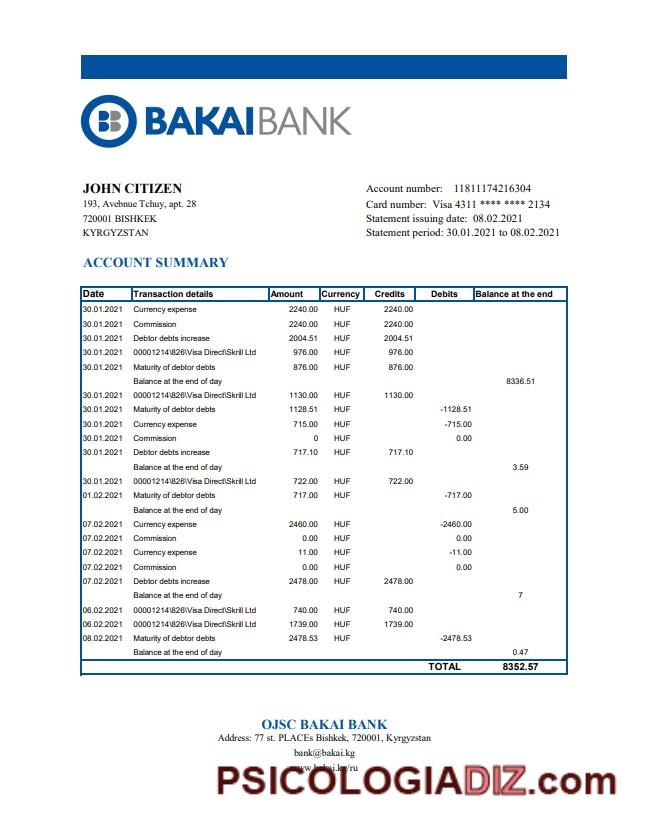 BAKAI BANK
JOHN CITIZEN
193, Avebnue Tchuy, apt. 28
720001 BISHKEK
KYRGYZSTAN
Account number: 11811174216304
Card number: Visa 4311 **** **** 2134
Statement issuing date: 08.02.2021
Statement period: 30.01.2021 to 08.02.2021
ACCOUNT SUMMARY
Date Transaction details Amount Currency Credits Debits Balance at the end
30.01.2021 Currency expense 2240.00 HUF 2240.00
30.01.2021 Commission 2240.00 HUF 2240.00
30.01.2021 Debtor debts increase 2004.51 HUF 2004.51
30.01.2021 00001214\826\Visa Direct\Skrill Ltd 976.00 HUF 976.00
30.01.2021 Maturity of debtor debts 876.00 HUF 876.00
Balance at the end of day 8336.51
30.01.2021 00001214\826\Visa Direct\Skrill Ltd 1130.00 HUF 1130.00
30.01.2021 Maturity of debtor debts 1128.51 HUF -1128.51
30.01.2021 Currency expense 715.00 HUF -715.00
30.01.2021 Commission 0 HUF 0.00
30.01.2021 Debtor debts increase 717.10 HUF 717.10
Balance at the end of day 3.59
30.01.2021 00001214\826\Visa Direct\Skrill Ltd 722.00 HUF 722.00
01.02.2021 Maturity of debtor debts 717.00 HUF -717.00
Balance at the end of day 5.00
07.02.2021 Currency expense 2460.00 HUF -2460.00
07.02.2021 Commission 0.00 HUF 0.00
07.02.2021 Currency expense 11.00 HUF -11.00
07.02.2021 Commission 0.00 HUF 0.00
07.02.2021 Debtor debts increase 2478.00 HUF 2478.00
Balance at the end of day 7
06.02.2021 00001214\826\Visa Direct\Skrill Ltd 740.00 HUF 740.00
06.02.2021 00001214\826\Visa Direct\Skrill Ltd 1739.00 HUF 1739.00
08.02.2021 Maturity of debtor debts 2478.53 HUF -2478.53
Balance at the end of day 0.47
TOTAL 8352.57
OJSC BAKAI BANK
Address: 77 st. PLACEs Bishkek, 720001, Kyrgyzstan
bank@bakai.kg
www.bakai.kg/ru
PSICOLOGIADIZ.com